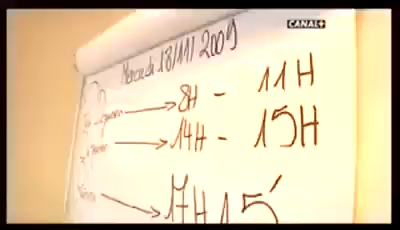 CANAL+
Mercredi 18/11/2009
8H - 11H
14H - 15H
17H15'